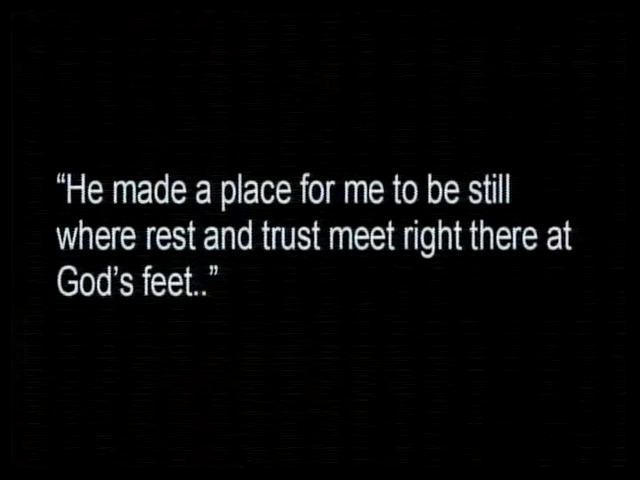 “He made a place for me to be still
where rest and trust meet right there at
God’s feet..”